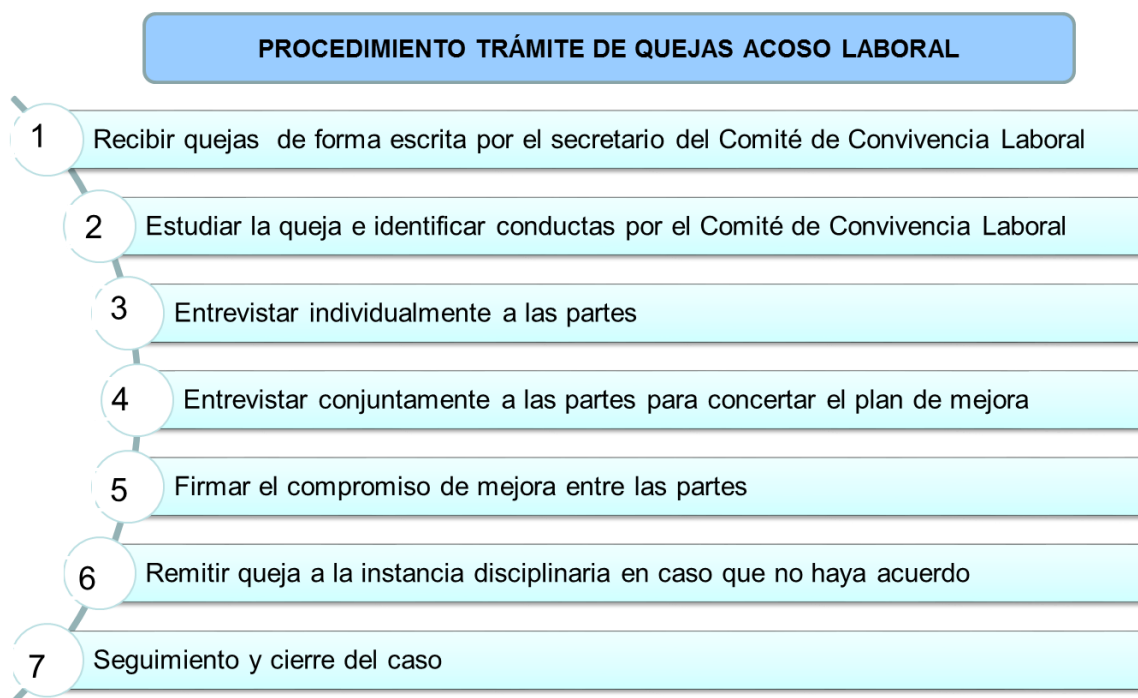 PROCEDIMIENTO TRÁMITE DE QUEJAS ACOSO LABORAL
1 Recibir quejas de forma escrita por el secretario del Comité de Convivencia Laboral
2 Estudiar la queja e identificar conductas por el Comité de Convivencia Laboral
3 Entrevistar individualmente a las partes
4 Entrevistar conjuntamente a las partes para concertar el plan de mejora
5 Firmar el compromiso de mejora entre las partes
6 Remitir queja a la instancia disciplinaria en caso que no haya acuerdo
7 Seguimiento y cierre del caso